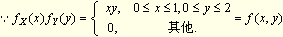 ∵ f_X(x)f_Y(y) = { xy, 0 ≤ x ≤ 1, 0 ≤ y ≤ 2
0, 其他. = f(x, y)